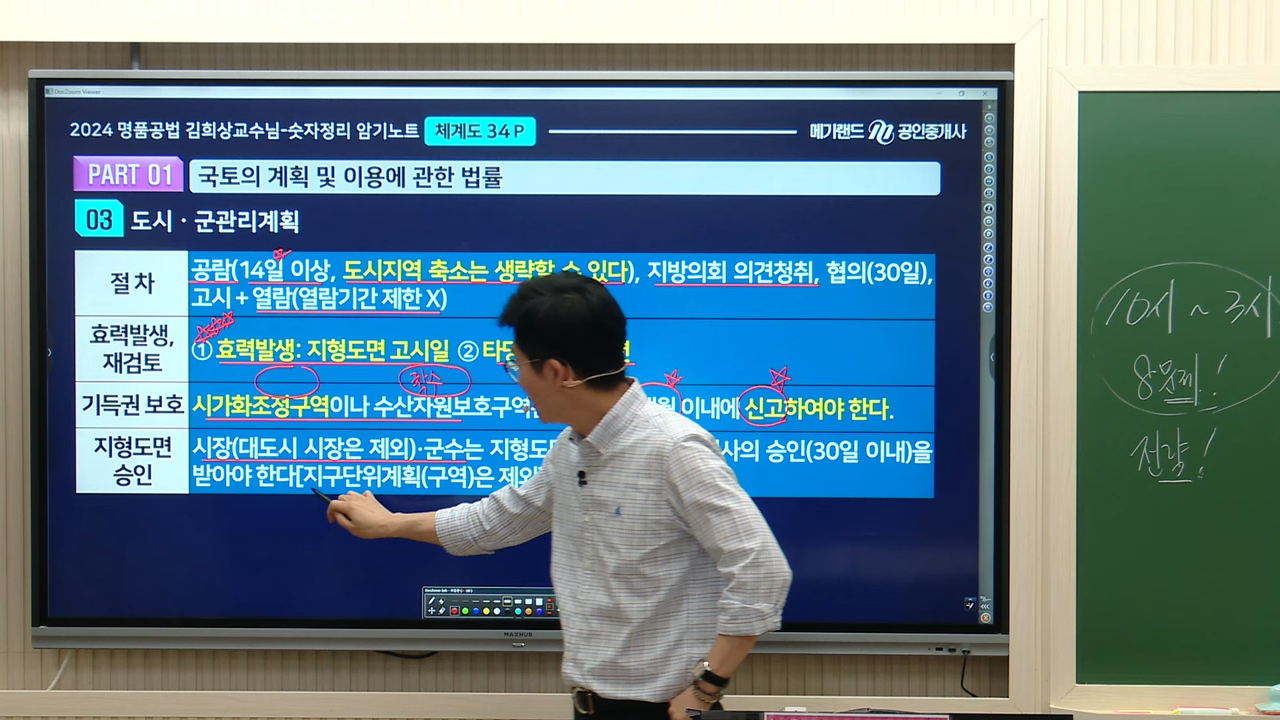 DocZoom Viewer
2024 명품공법 김희상교수님-숫자정리 암기노트 체계도 34P 메가랜드 공인중개사
PART 01 국토의 계획 및 이용에 관한 법률
03 도시·군관리계획
절차
공람(14일 이상, 도시지역 축소는 생략할 수 있다), 지방의회 의견청취, 협의(30일),
고시 + 열람(열람기간 제한 X)
효력발생,
재검토
① 효력발생: 지형도면 고시일 ②
착수
기득권 보호
시가화조정구역이나 수산자원보호구역 이내에 신고하여야 한다.
지형도면
승인
시장(대도시 시장은 제외)·군수는 지형도 승인(30일 이내)을
받아야 한다[지구단위계획(구역)은 제외
MAXHUB
10시 ~ 3시
8문제!
전략!